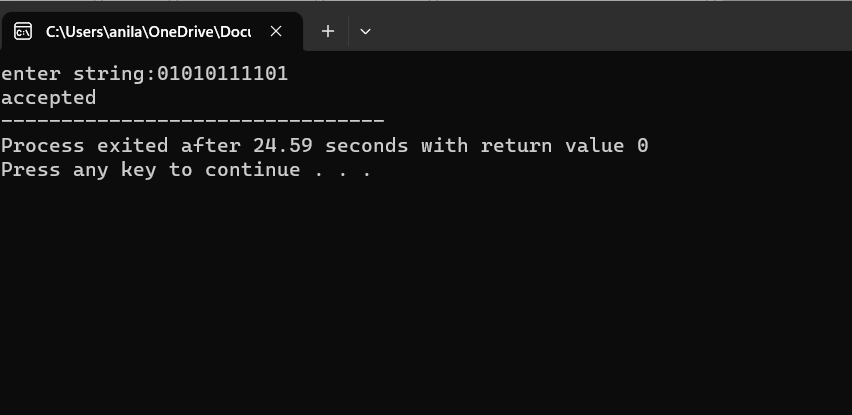 C:\Users\anila\OneDrive\Docu
enter string:01010111101
accepted
--------------------------------
Process exited after 24.59 seconds with return value 0
Press any key to continue . . .